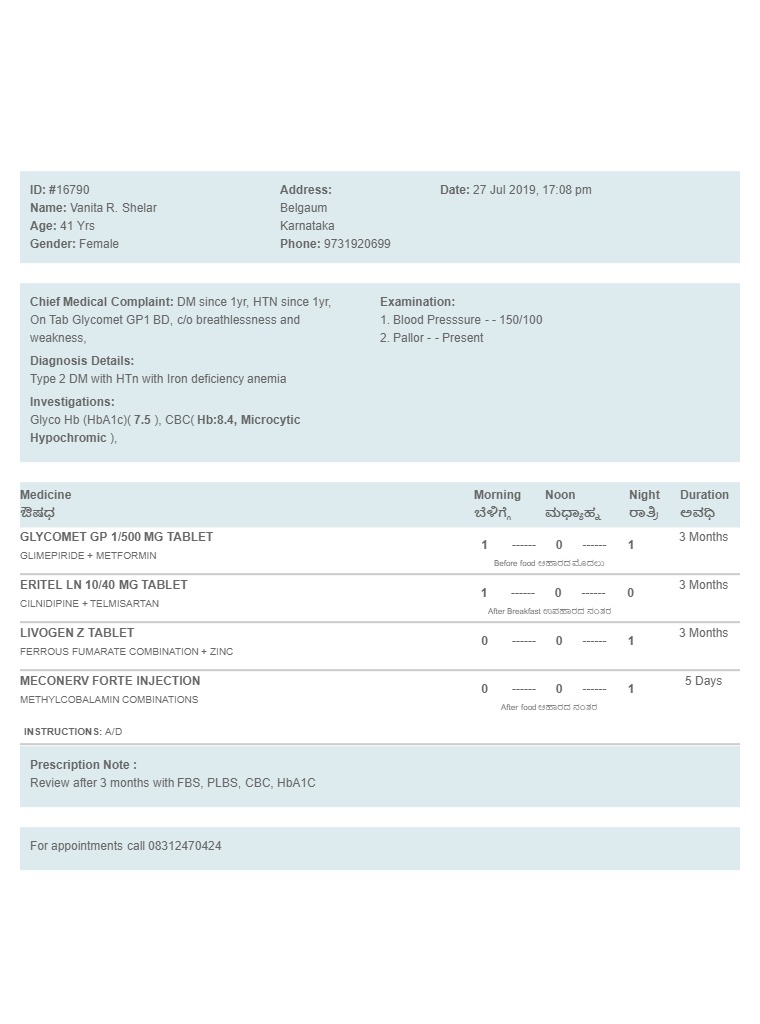 ID: #16790
Name: Vanita R. Shelar
Age: 41 Yrs
Gender: Female
Address:
Belgaum
Karnataka
Phone: 9731920699
Date: 27 Jul 2019, 17:08 pm
Chief Medical Complaint: DM since 1yr, HTN since 1yr,
On Tab Glycomet GP1 BD, c/o breathlessness and
weakness,
Diagnosis Details:
Type 2 DM with HTn with Iron deficiency anemia
Investigations:
Glyco Hb (HbA1c)( 7.5 ), CBC( Hb:8.4, Microcytic
Hypochromic ),
Examination:
1. Blood Presssure - - 150/100
2. Pallor - - Present
Medicine Morning Noon Night Duration
ಔಷಧ ಬೆಳಿಗ್ಗೆ ಮಧ್ಯಾಹ್ನ ರಾತ್ರಿ ಅವಧಿ
GLYCOMET GP 1/500 MG TABLET 1 ------ 0 ------ 1 3 Months
GLIMEPIRIDE + METFORMIN
Before food ಆಹಾರದ ಮೊದಲು
ERITEL LN 10/40 MG TABLET 1 ------ 0 ------ 0 3 Months
CILNIDIPINE + TELMISARTAN
After Breakfast ಉಪಹಾರದ ನಂತರ
LIVOGEN Z TABLET 0 ------ 0 ------ 1 3 Months
FERROUS FUMARATE COMBINATION + ZINC
MECONERV FORTE INJECTION 0 ------ 0 ------ 1 5 Days
METHYLCOBALAMIN COMBINATIONS
After food ಆಹಾರದ ನಂತರ
INSTRUCTIONS: A/D
Prescription Note :
Review after 3 months with FBS, PLBS, CBC, HbA1C
For appointments call 08312470424